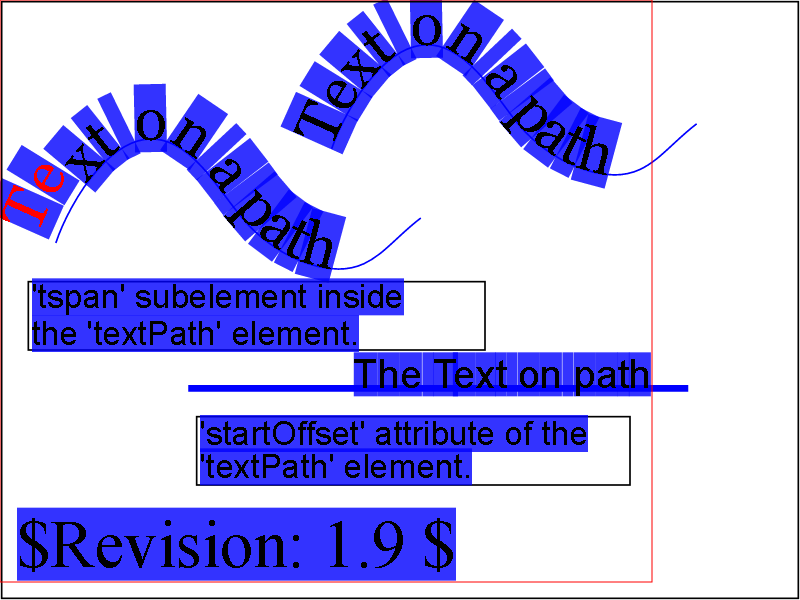 Text on a path
Text on a path
'tspan' subelement inside
the 'textPath' element.
The Text on path
'startOffset' attribute of the
'textPath' element.
$Revision: 1.9 $